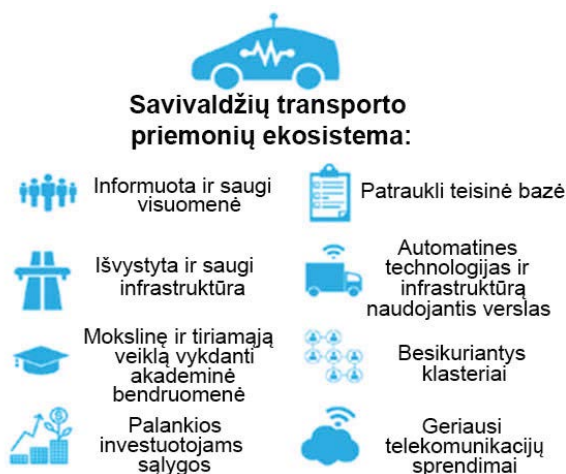 Savivaldžių transporto
priemonių ekosistema:
Informuota ir saugi
visuomenė
Patraukli teisinė bazė
Išvystyta ir saugi
infrastruktūra
Automatines
technologijas ir
infrastruktūrą
naudojantis verslas
Mokslinę ir tiriamąją
veiklą vykdanti
akademinė
bendruomenė
Besikuriantys
klasteriai
Palankios
investuotojams
sąlygos
Geriausi
telekomunikacijų
sprendimai